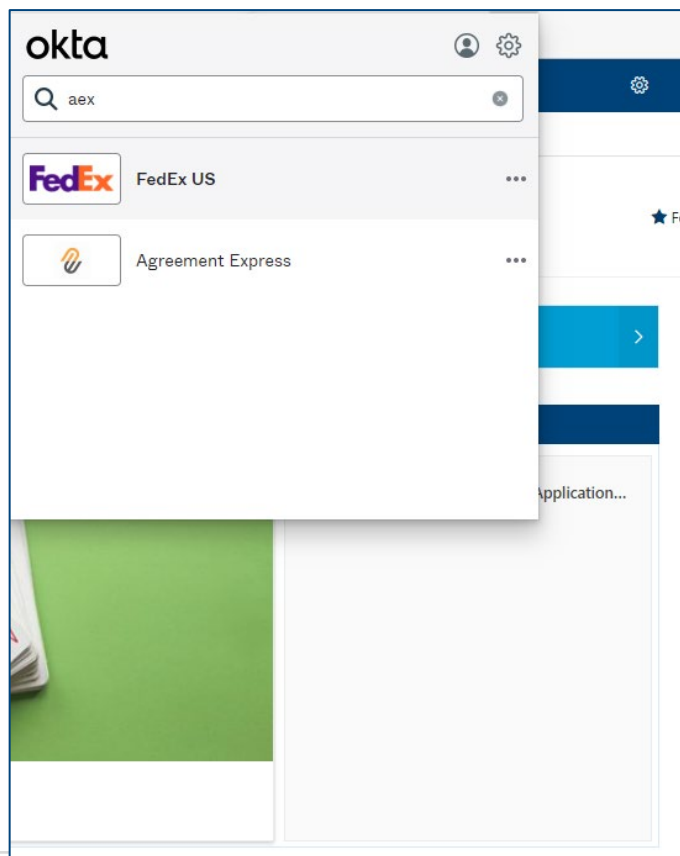 okta
aex
FedEx
FedEx US
Agreement Express
Application...